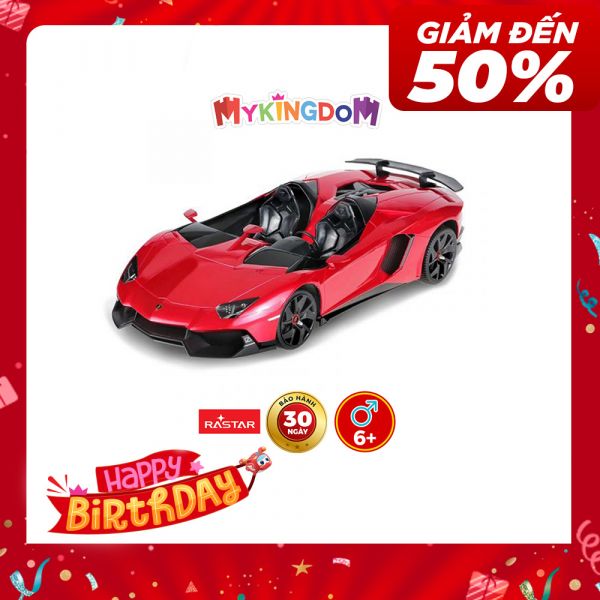 GIẢM ĐẾN
50%
MYKINGDOM
RASTAR
BẢO HÀNH
30
NGÀY
6+
HAPPY
BiRTHDAY